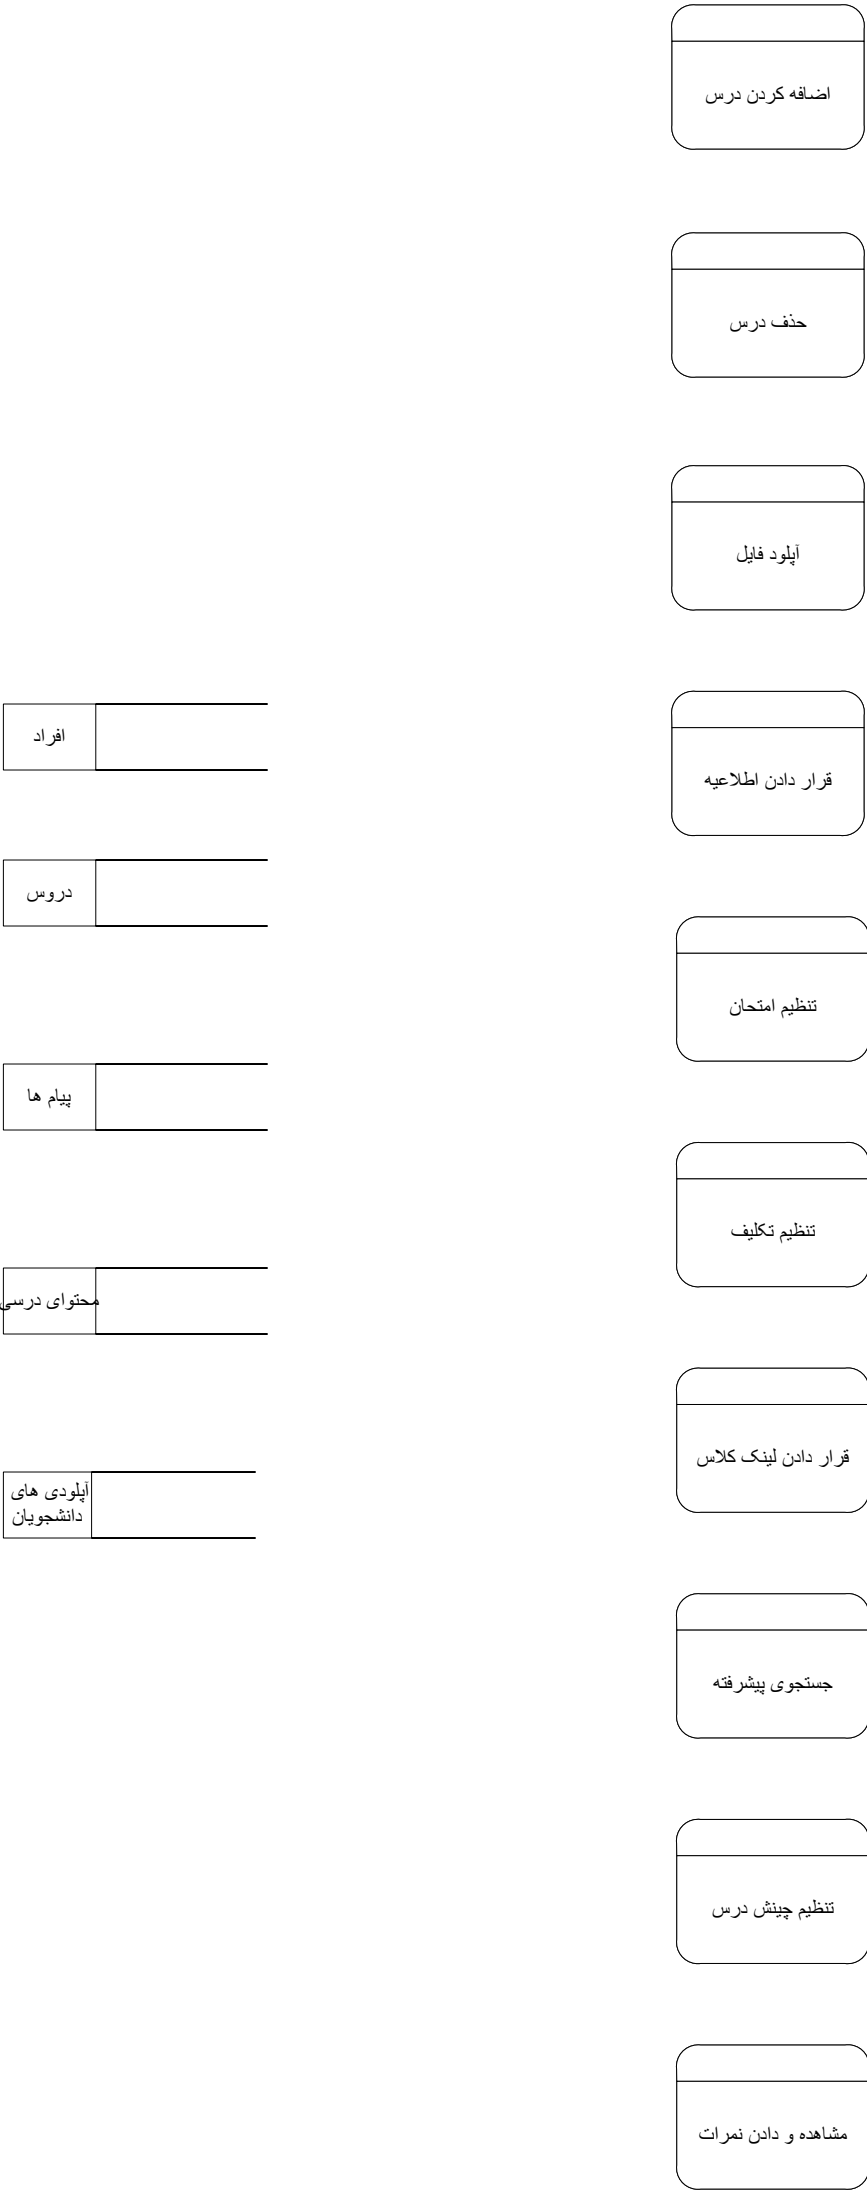 اضافه کردن درس
حذف درس
آپلود فایل
قرار دادن اطلاعیه
تنظیم امتحان
تنظیم تکلیف
قرار دادن لینک کلاس
جستجوی پیشرفته
تنظیم چینش درس
مشاهده و دادن نمرات
افراد
دروس
پیام ها
محتوای درسی
آپلودی های
دانشجویان